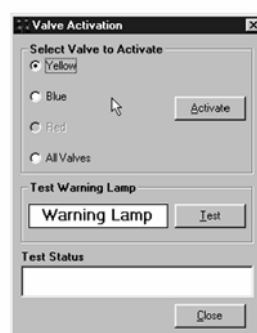 Valve Activation
Select Valve to Activate
Yellow
Blue
Activate
Red
All Valves
Test Warning Lamp
Warning Lamp
Test
Test Status
Close